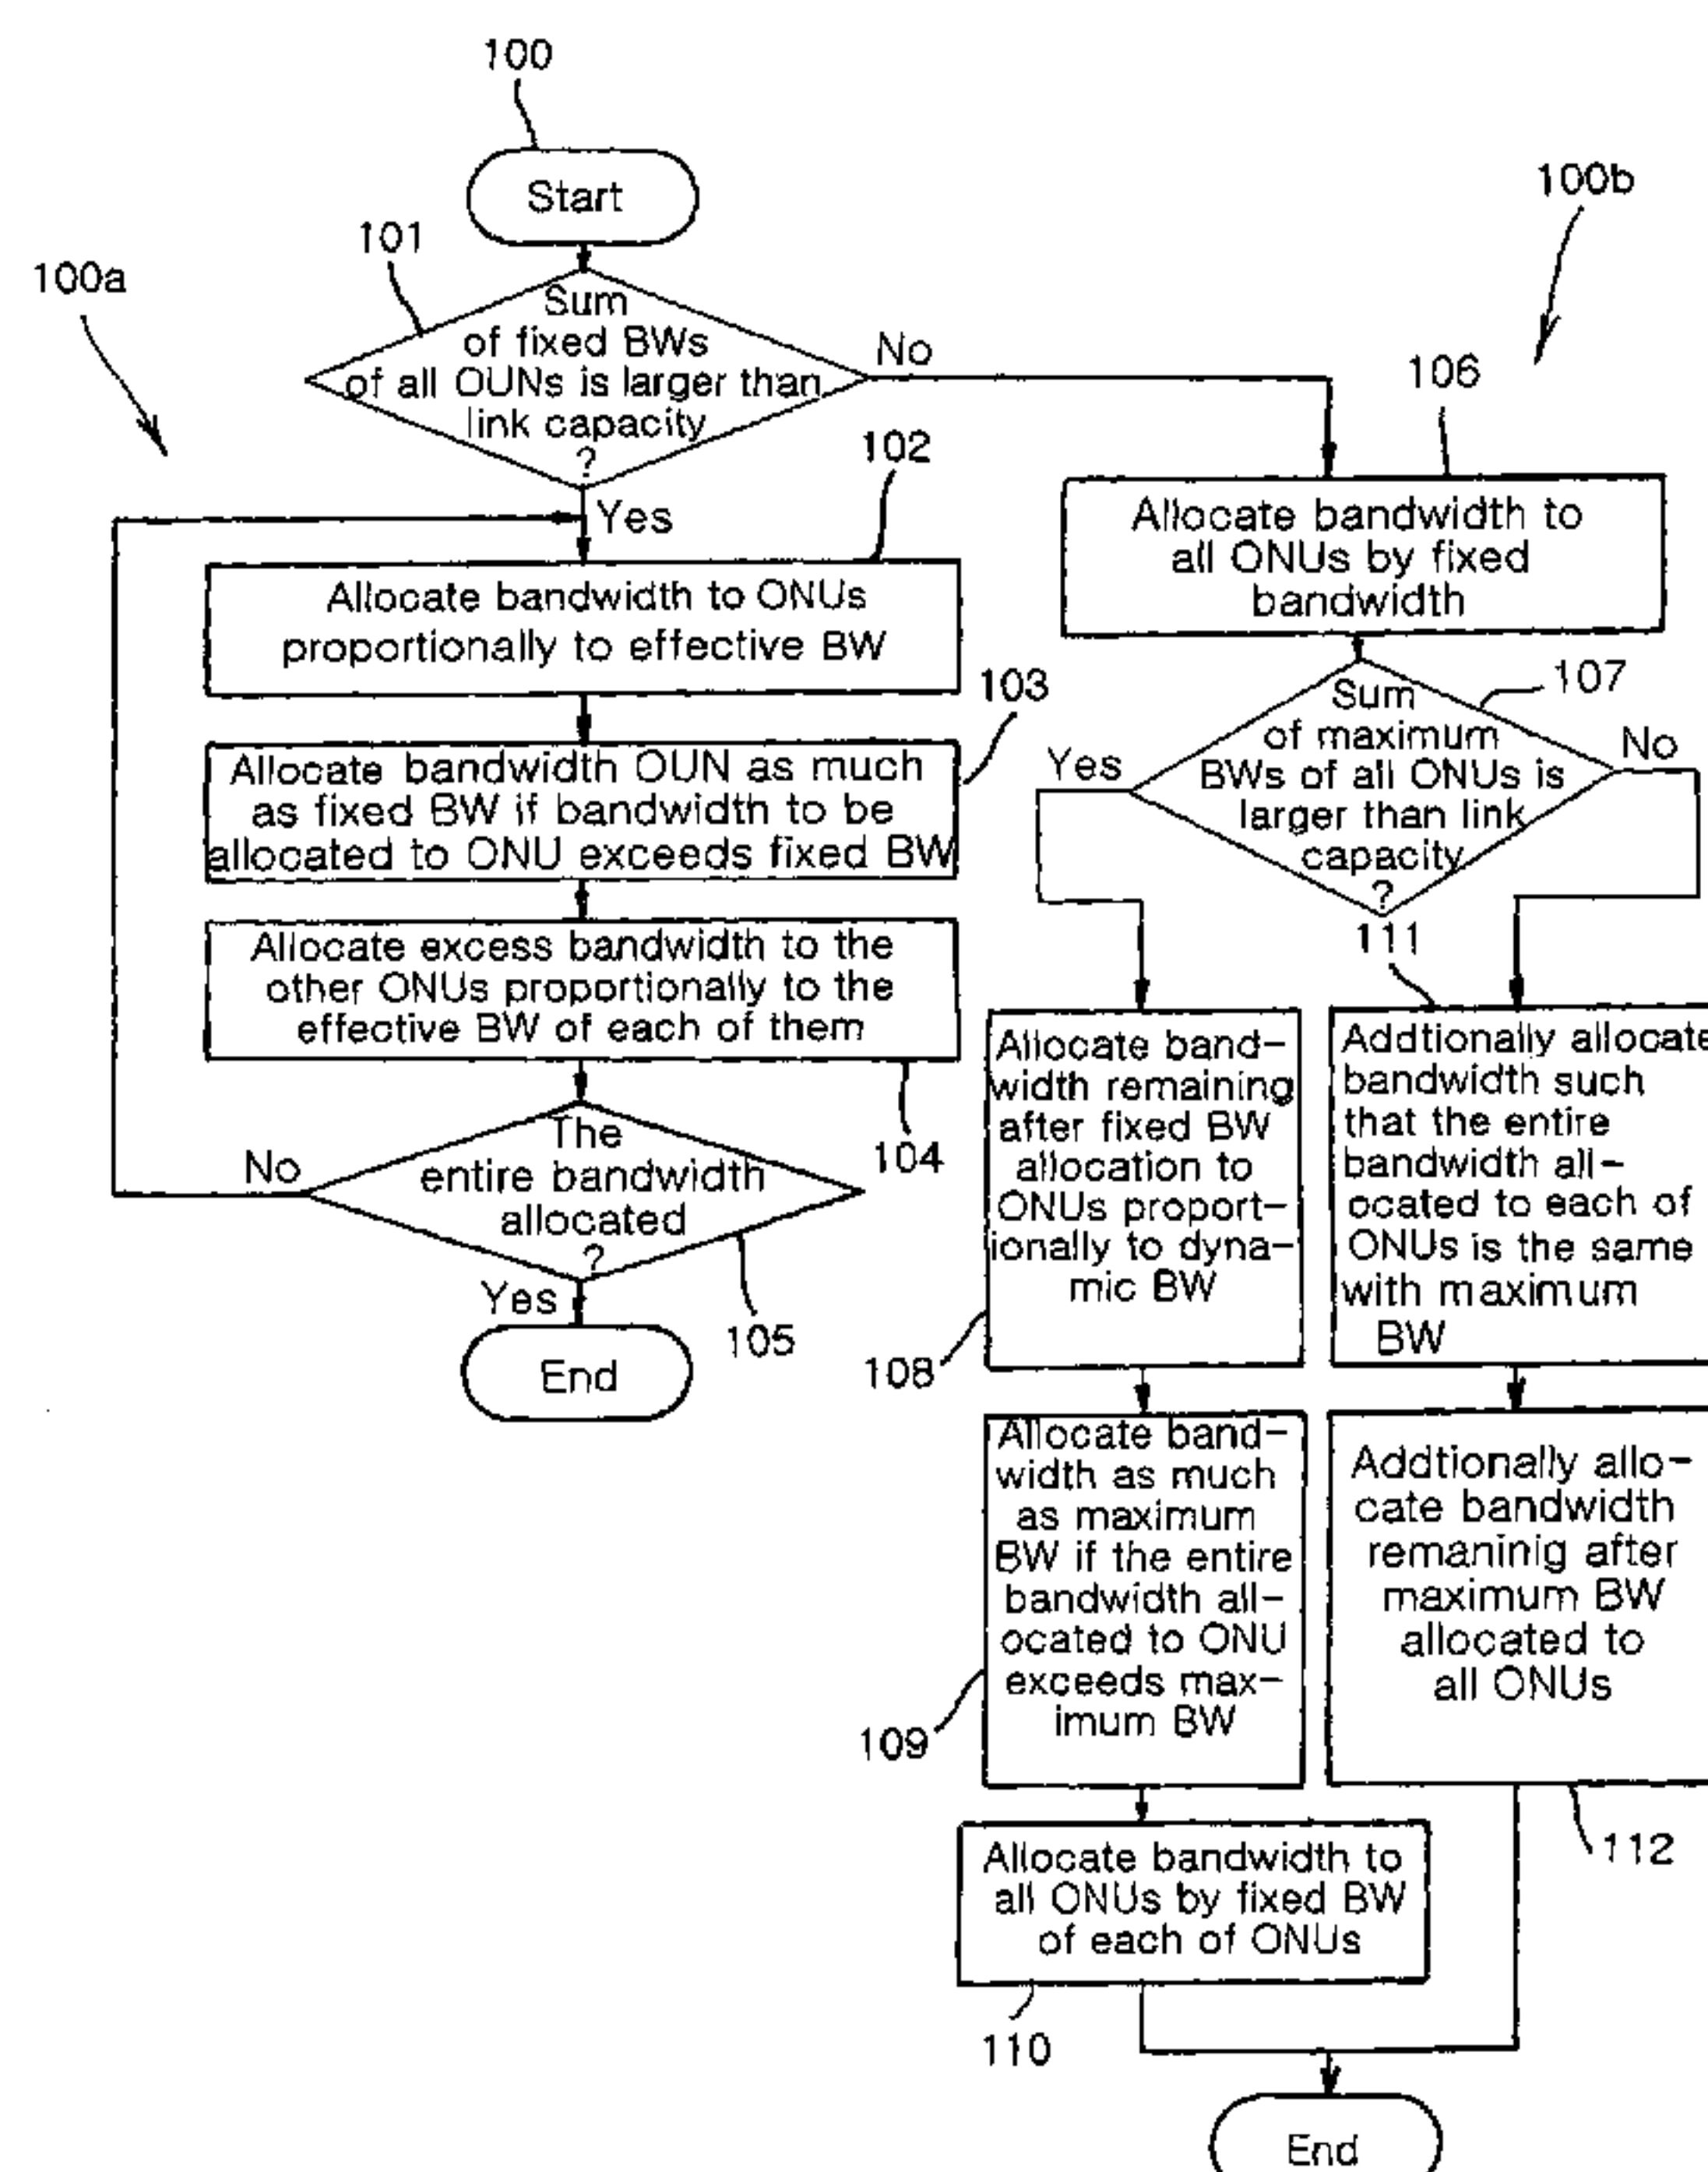 100
Start
100b
101
100a
Sum
of fixed BWs
of all OUNs is larger than
link capacity
?
No
Yes
102
Allocate bandwidth to ONUs
proportionally to effective BW
103
Allocate bandwidth OUN as much
as fixed BW if bandwidth to be
allocated to ONU exceeds fixed BW
Allocate excess bandwidth to the
other ONUs proportionally to the
effective BW of each of them
104
The
entire bandwidth
allocated
?
No
Yes
105
End
106
Allocate bandwidth to
all ONUs by fixed
bandwidth
107
Sum
of maximum
BWs of all ONUs is
larger than link
capacity
?
Yes
No
Allocate band-
width remaining
after fixed BW
allocation to
ONUs proport-
ionally to dyna-
mic BW
108
Allocate band-
width as much
as maximum
BW if the entire
bandwidth all-
ocated to ONU
exceeds max-
imum BW
109
Allocate bandwidth to
all ONUs by fixed BW
of each of ONUs
110
111
Addtionally allocate
bandwidth such
that the entire
bandwidth all-
ocated to each of
ONUs is the same
with maximum
BW
Addtionally allo-
cate bandwidth
remaninig after
maximum BW
allocated to
all ONUs
112
End